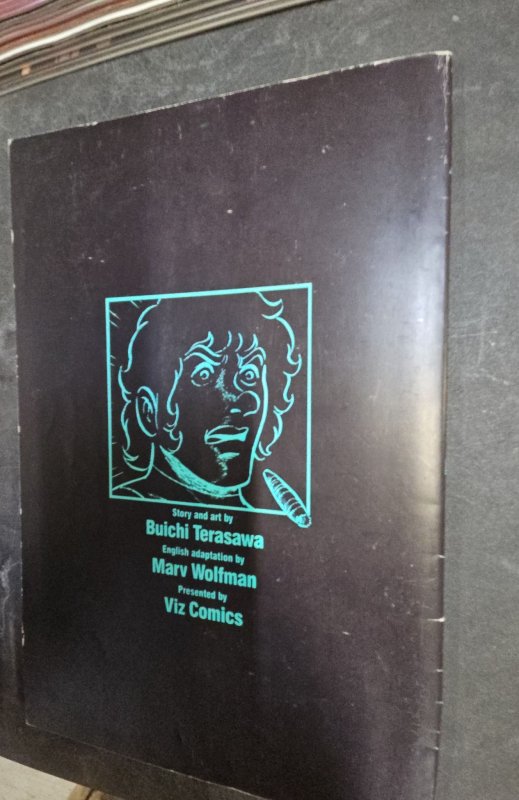 Story and art by
Buichi Terasawa
English adaptation by
Marv Wolfman
Presented by
Viz Comics